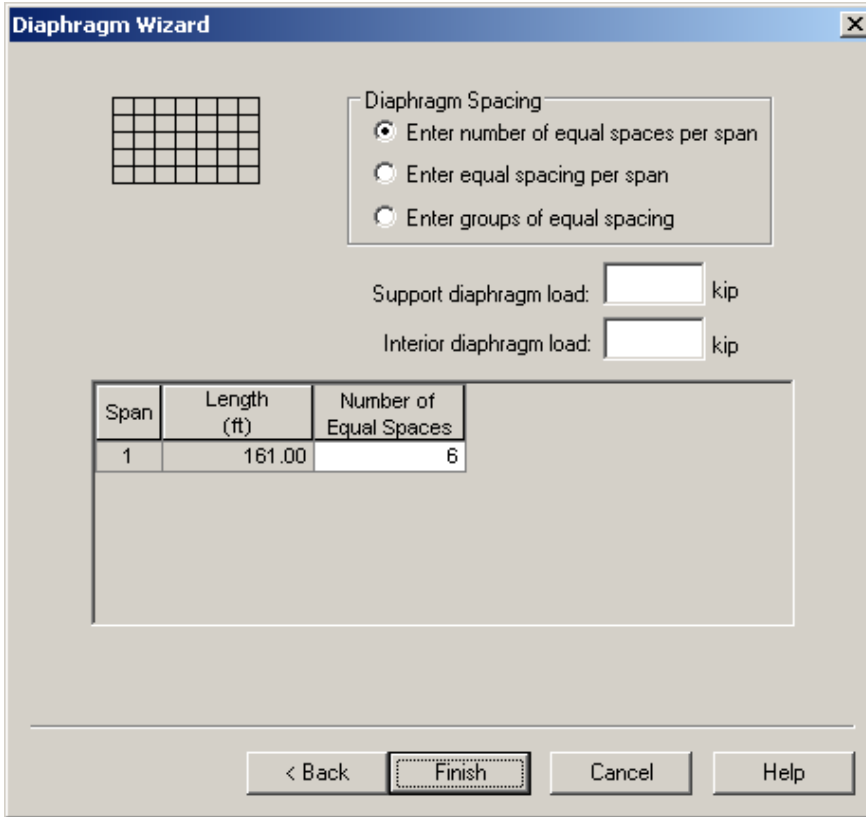 Diaphragm Wizard
Diaphragm Spacing
Enter number of equal spaces per span
Enter equal spacing per span
Enter groups of equal spacing
Support diaphragm load: kip
Interior diaphragm load: kip
Span Length (ft) Number of Equal Spaces
1 161.00 6
< Back Finish Cancel Help